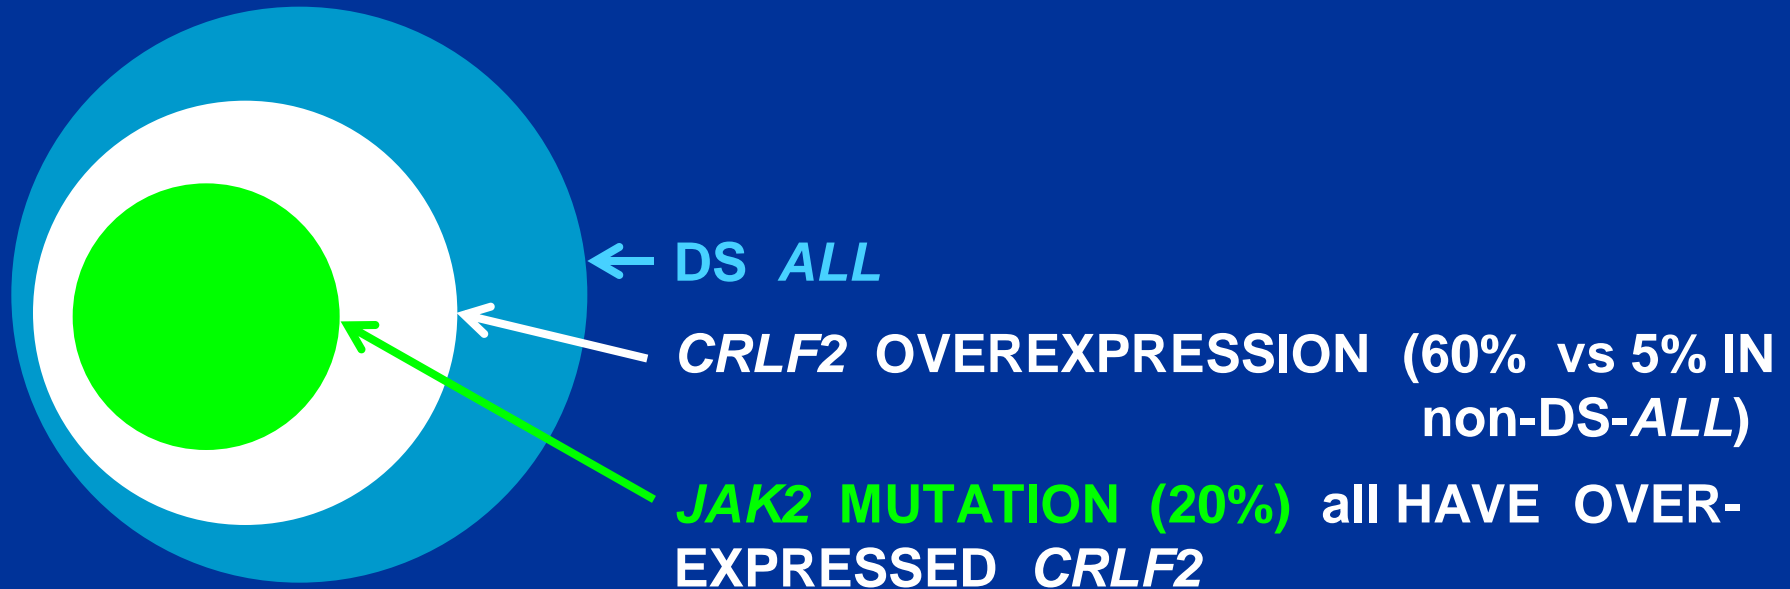 DS ALL
CRLF2 OVEREXPRESSION (60% vs 5% IN
non-DS-ALL)
JAK2 MUTATION (20%) all HAVE OVER-
EXPRESSED CRLF2